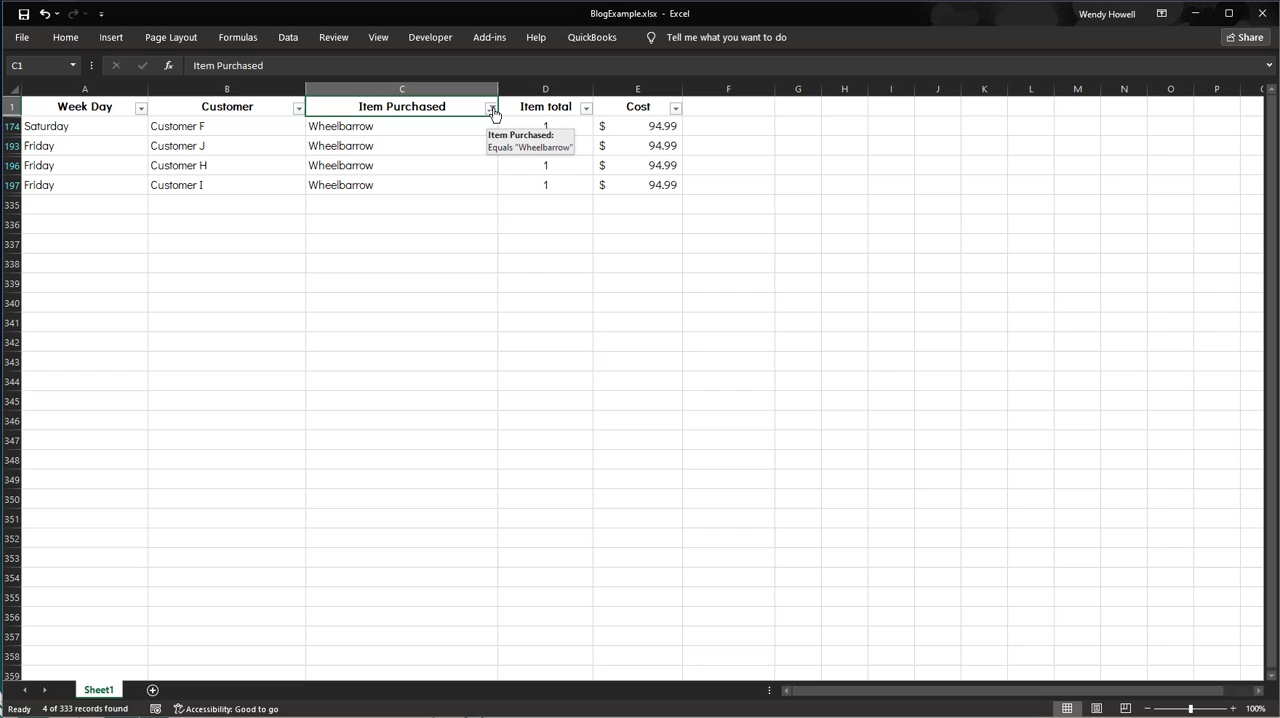 BlogExample.xlsx - Excel
Wendy Howell
File Home Insert Page Layout Formulas Data Review View Developer Add-ins Help QuickBooks Tell me what you want to do Share
C1 fx Item Purchased
A B C D E F G H I J K L M N O P Q
1 Week Day Customer Item Purchased Item total Cost
174 Saturday Customer F Wheelbarrow 1 $ 94.99
Item Purchased:
Equals "Wheelbarrow"
193 Friday Customer J Wheelbarrow $ 94.99
196 Friday Customer H Wheelbarrow 1 $ 94.99
197 Friday Customer I Wheelbarrow 1 $ 94.99
335
336
337
338
339
340
341
342
343
344
345
346
347
348
349
350
351
352
353
354
355
356
357
358
359
Sheet1
Ready 4 of 333 records found Accessibility: Good to go 100%